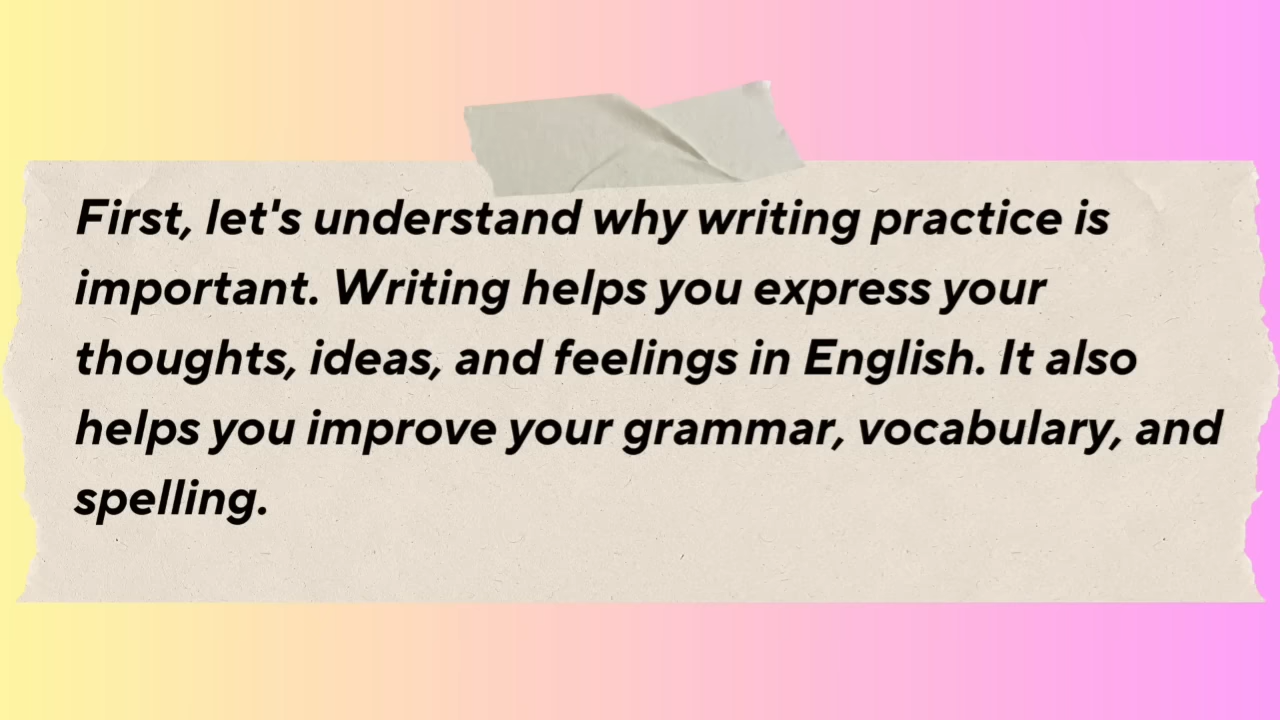 First, let's understand why writing practice is
important. Writing helps you express your
thoughts, ideas, and feelings in English. It also
helps you improve your grammar, vocabulary, and
spelling.